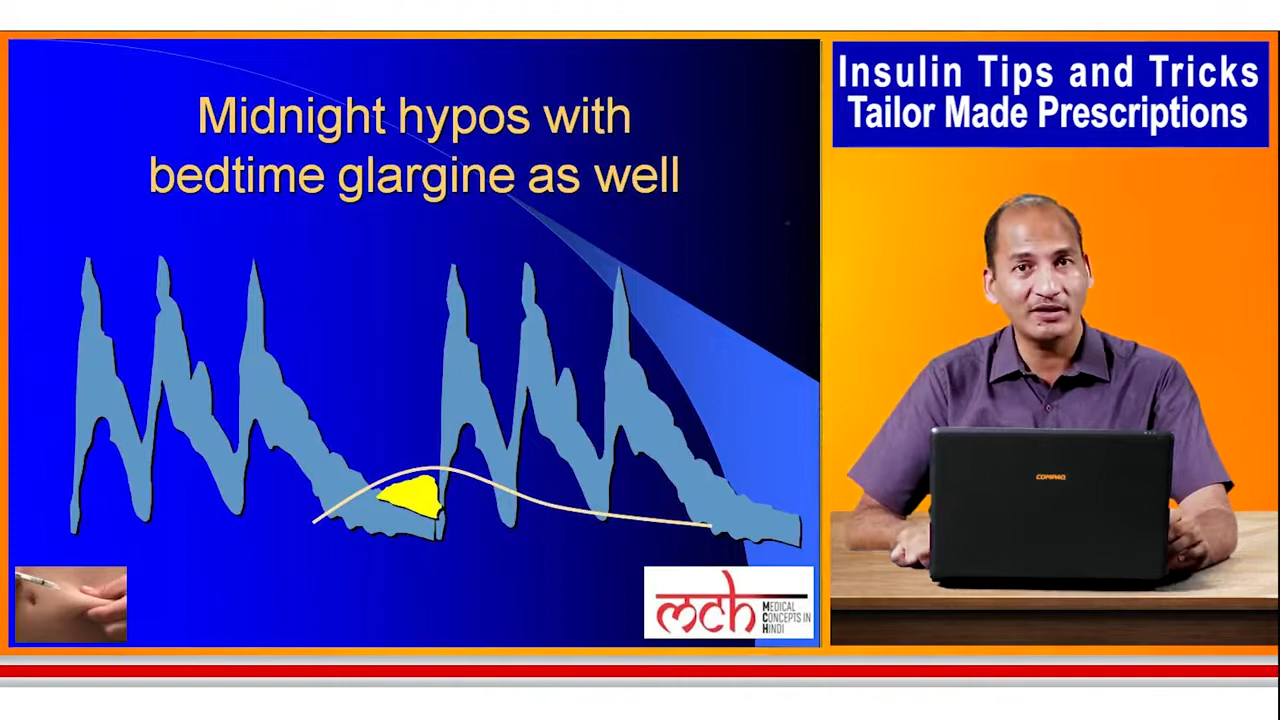 Midnight hypos with
bedtime glargine as well
Insulin Tips and Tricks
Tailor Made Prescriptions
COMPAQ
mch
MEDICAL
CONCEPTS IN
HINDI